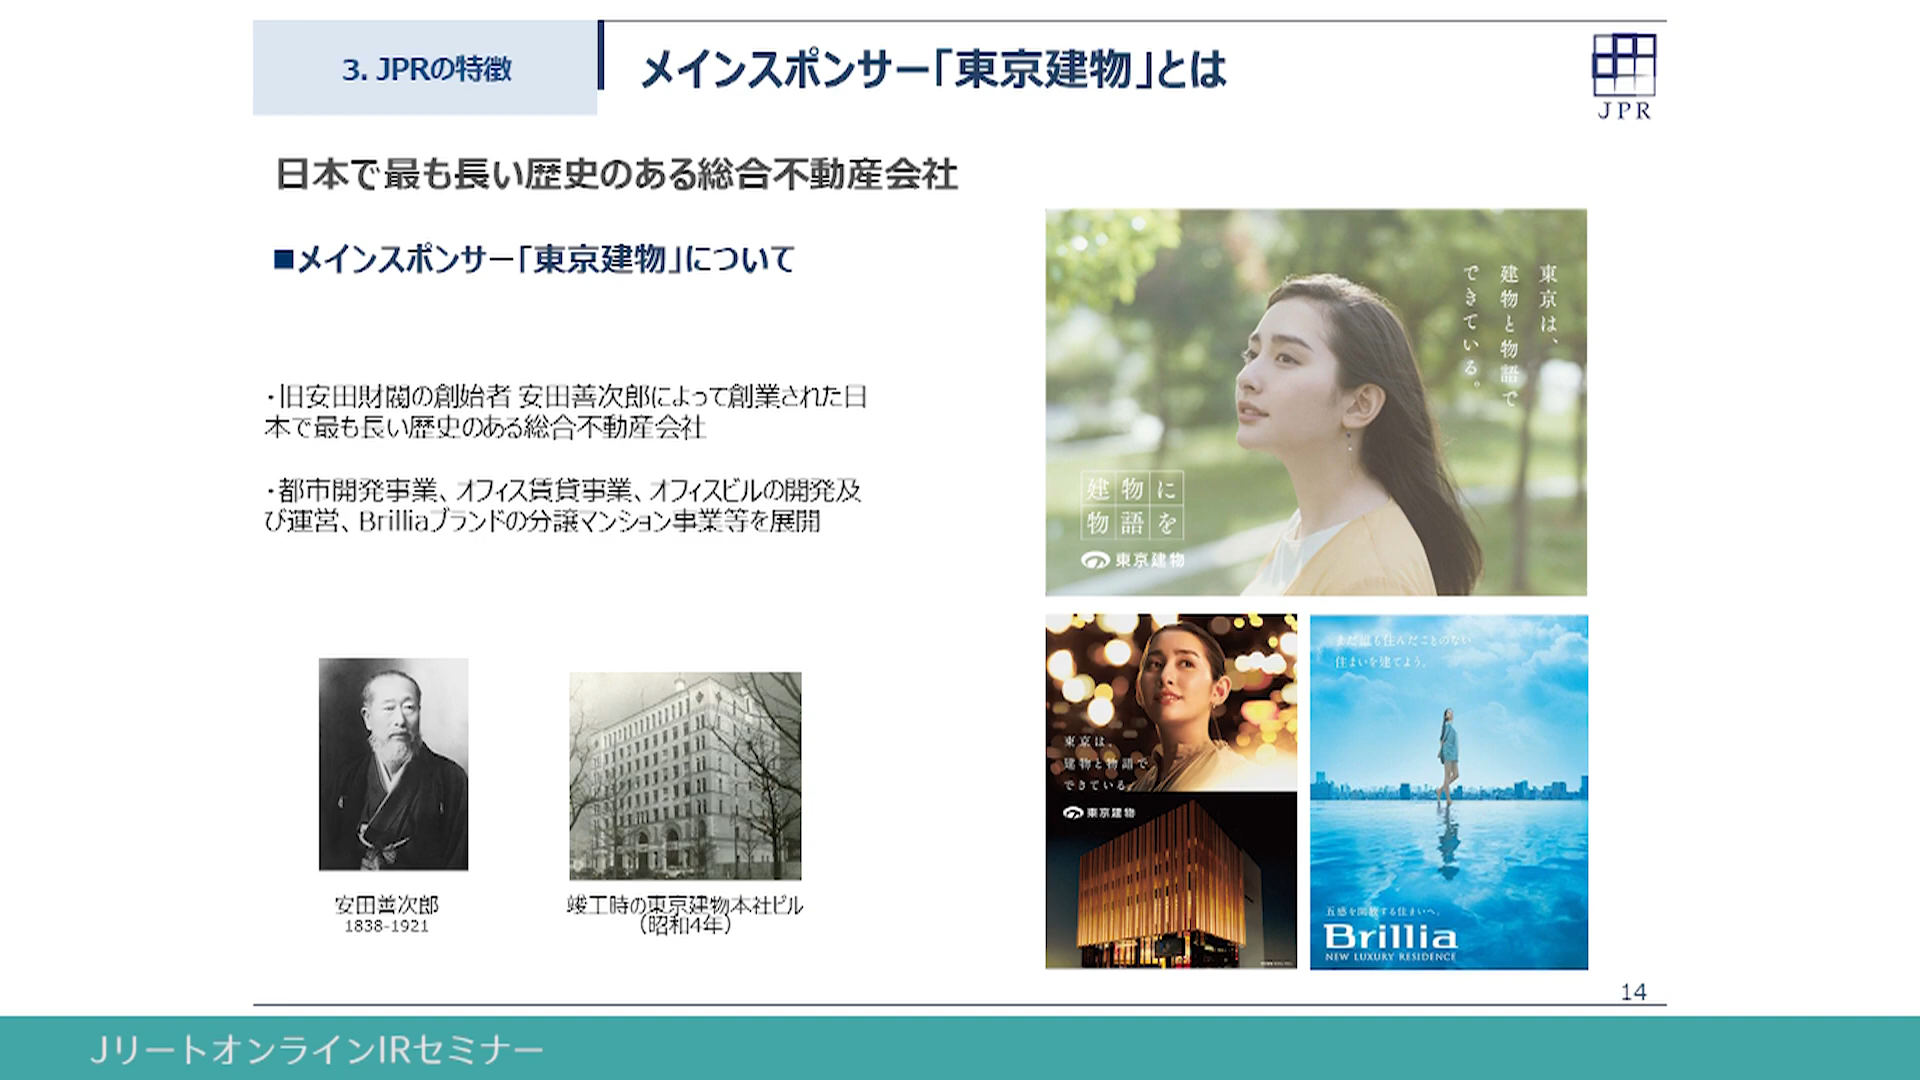 3. JPRの特徴
メインスポンサー「東京建物」とは
JPR
日本で最も長い歴史のある総合不動産会社
■メインスポンサー「東京建物」について
・旧安田財閥の創始者 安田善次郎によって創業された日
本で最も長い歴史のある総合不動産会社
・都市開発事業、オフィス賃貸事業、オフィスビルの開発及
び運営、Brilliaブランドの分譲マンション事業等を展開
安田善次郎
1838-1921
竣工時の東京建物本社ビル
（昭和4年）
東京は、
建物と物語で
できている。
建物に
物語を
東京建物
東京は、
建物と物語で
できている。
東京建物
まだ誰も住んだことのない
住まいを建てよう。
五感を開放する住まいへ。
Brillia
NEW LUXURY RESIDENCE
14
JリートオンラインIRセミナー